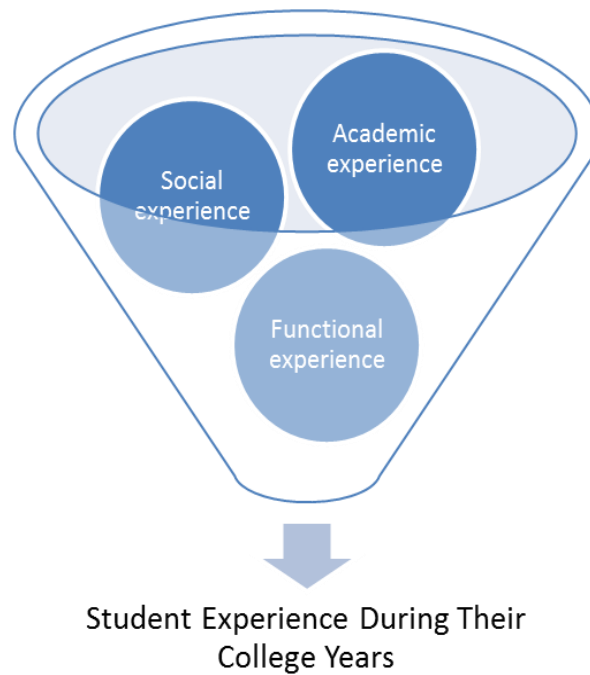 Academic
experience
Social
experience
Functional
experience
Student Experience During Their
College Years